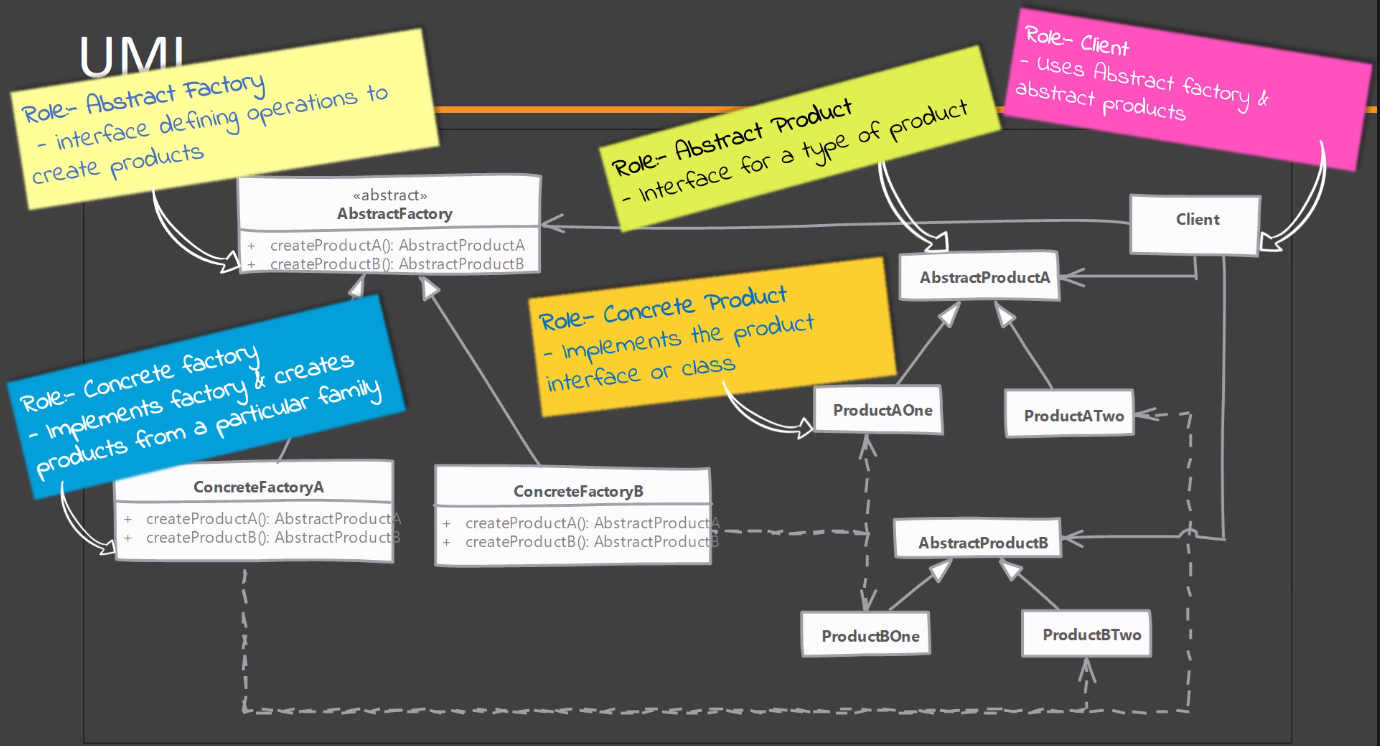 UML
Role:- Abstract Factory
- interface defining operations to
create products
Role:- Abstract Product
- Interface for a type of product
Role:- Client
- Uses Abstract factory &
abstract products
«abstract»
AbstractFactory
+ createProductA(): AbstractProductA
+ createProductB(): AbstractProductB
Client
AbstractProductA
Role:- Concrete Product
- Implements the product
interface or class
Role:- Concrete factory
- Implements factory & creates
products from a particular family
ProductAOne
ProductATwo
ConcreteFactoryA
+ createProductA(): AbstractProductA
+ createProductB(): AbstractProductB
ConcreteFactoryB
+ createProductA(): AbstractProductA
+ createProductB(): AbstractProductB
AbstractProductB
ProductBOne
ProductBTwo